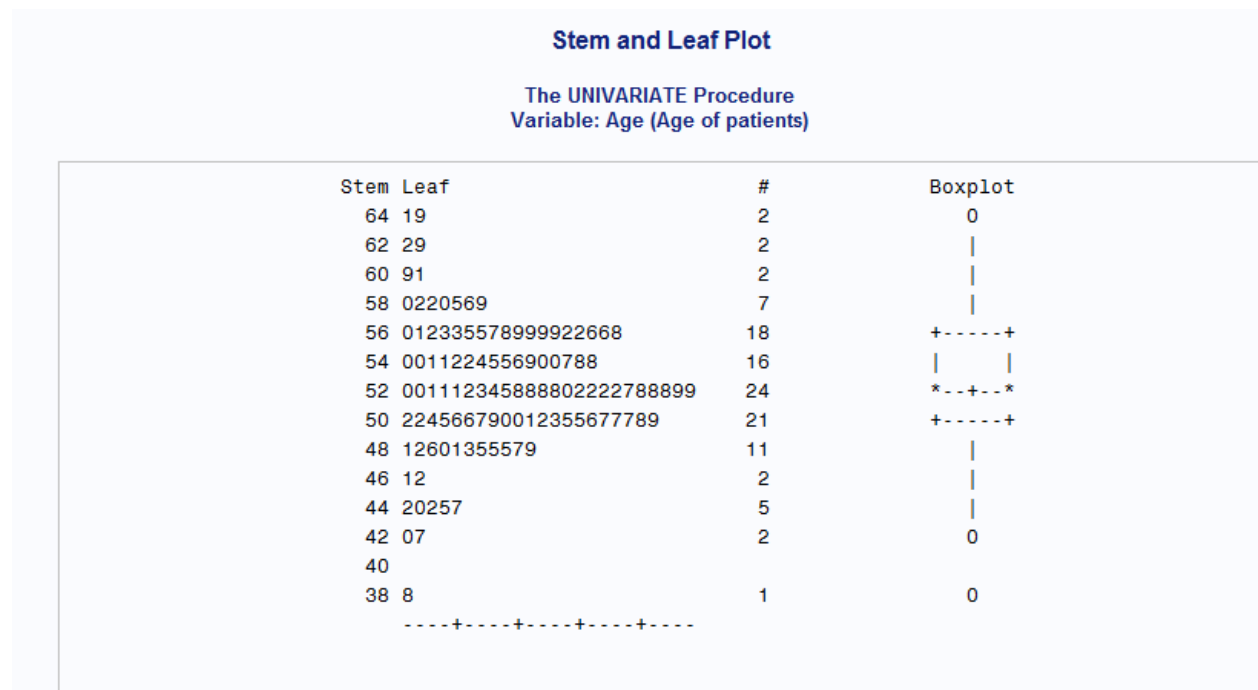 Stem and Leaf Plot
The UNIVARIATE Procedure
Variable: Age (Age of patients)
Stem Leaf # Boxplot
64 19 2 0
62 29 2 |
60 91 2 |
58 0220569 7 |
56 012335578999922668 18 +-----+
54 0011224556900788 16 | |
52 001112345888802222788899 24 *--+--*
50 224566790012355677789 21 +-----+
48 12601355579 11 |
46 12 2 |
44 20257 5 |
42 07 2 0
40
38 8 1 0
----+----+----+----+----